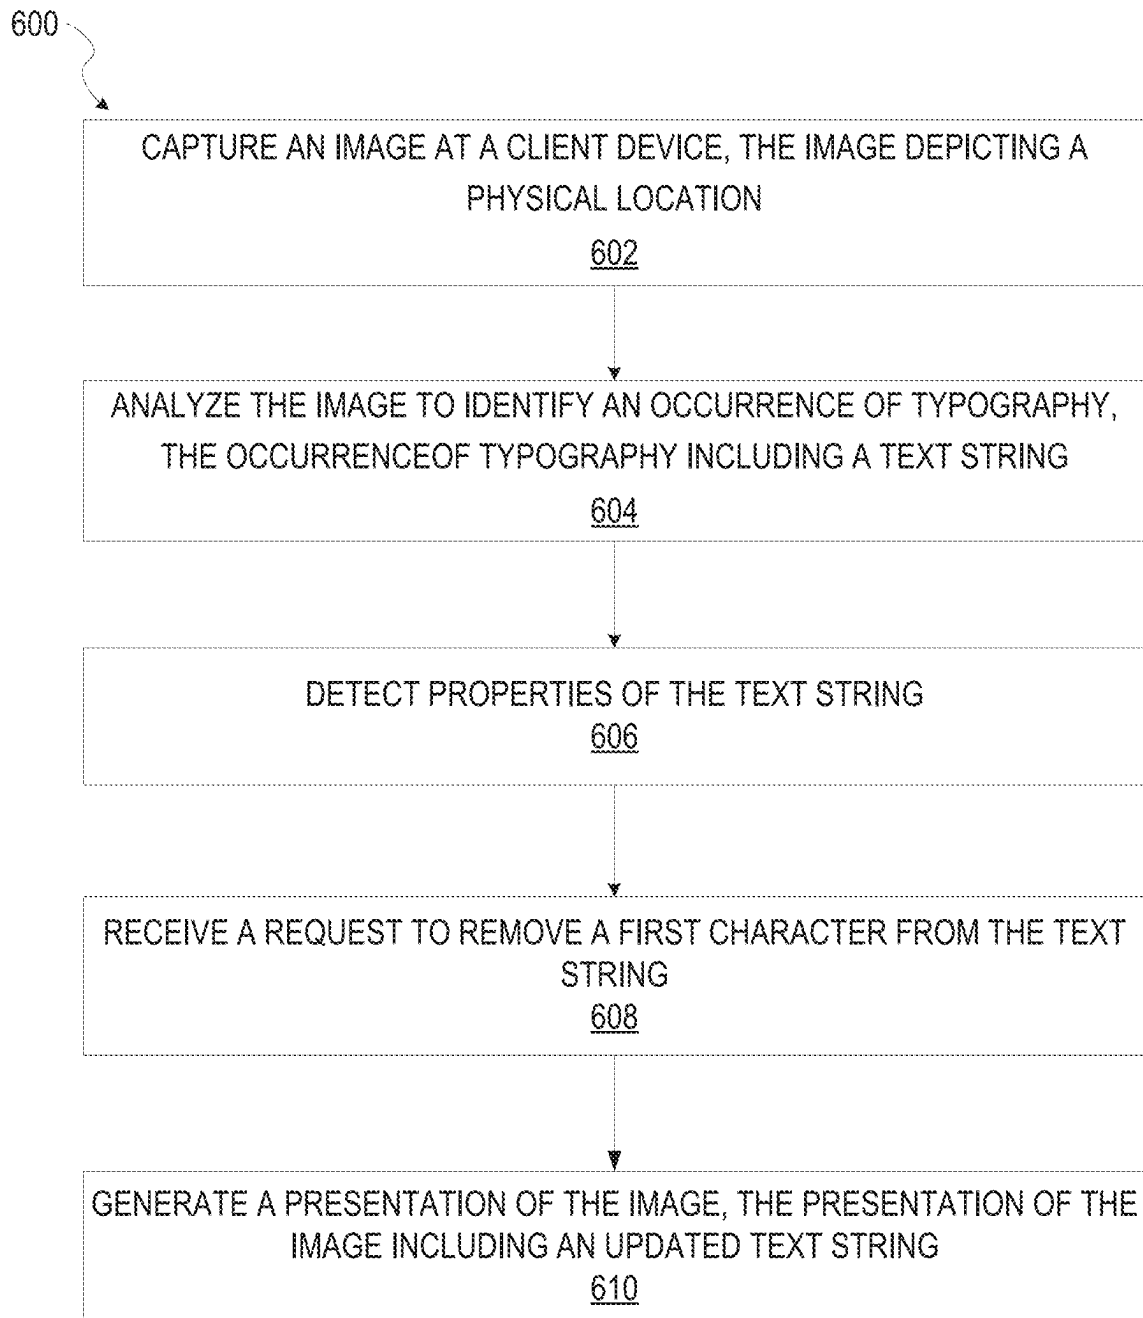 600
CAPTURE AN IMAGE AT A CLIENT DEVICE, THE IMAGE DEPICTING A
PHYSICAL LOCATION
602
ANALYZE THE IMAGE TO IDENTIFY AN OCCURRENCE OF TYPOGRAPHY,
THE OCCURRENCEOF TYPOGRAPHY INCLUDING A TEXT STRING
604
DETECT PROPERTIES OF THE TEXT STRING
606
RECEIVE A REQUEST TO REMOVE A FIRST CHARACTER FROM THE TEXT
STRING
608
GENERATE A PRESENTATION OF THE IMAGE, THE PRESENTATION OF THE
IMAGE INCLUDING AN UPDATED TEXT STRING
610